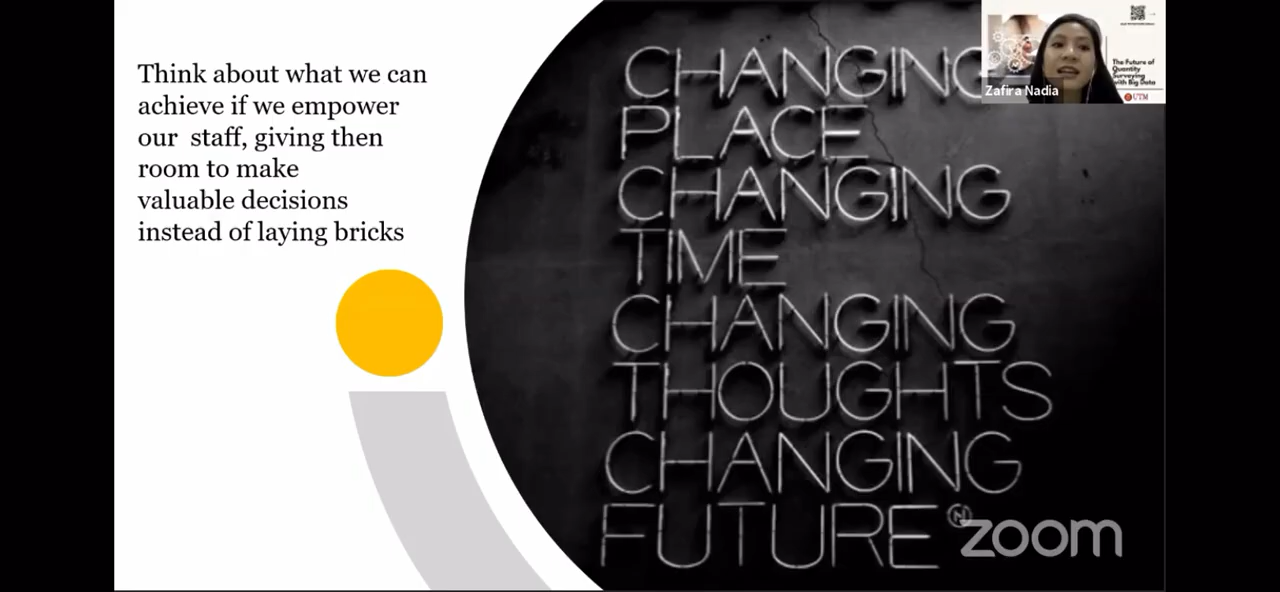 Think about what we can
achieve if we empower
our staff, giving then
room to make
valuable decisions
instead of laying bricks
CHANGING
PLACE
CHANGING
TIME
CHANGING
THOUGHTS
CHANGING
FUTURE
zoom
Zafira Nadia
The Future of
Quantity
Surveying
with Big Data
UTM